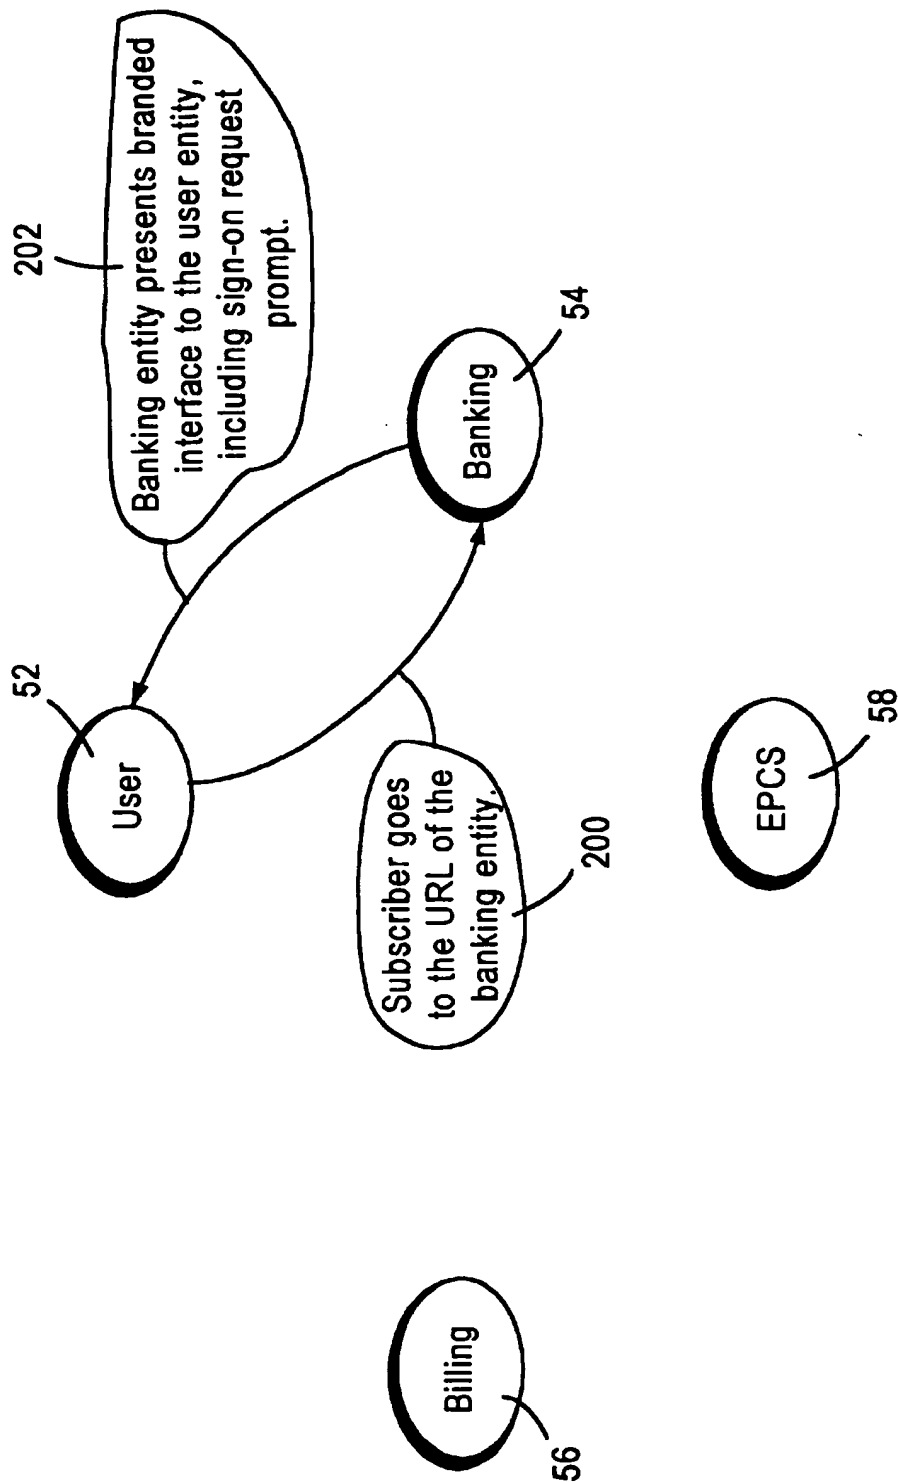 202
Banking entity presents branded
interface to the user entity,
including sign-on request
prompt.
52
User
54
Banking
Subscriber goes
to the URL of the
banking entity.
200
Billing
56
EPCS
58